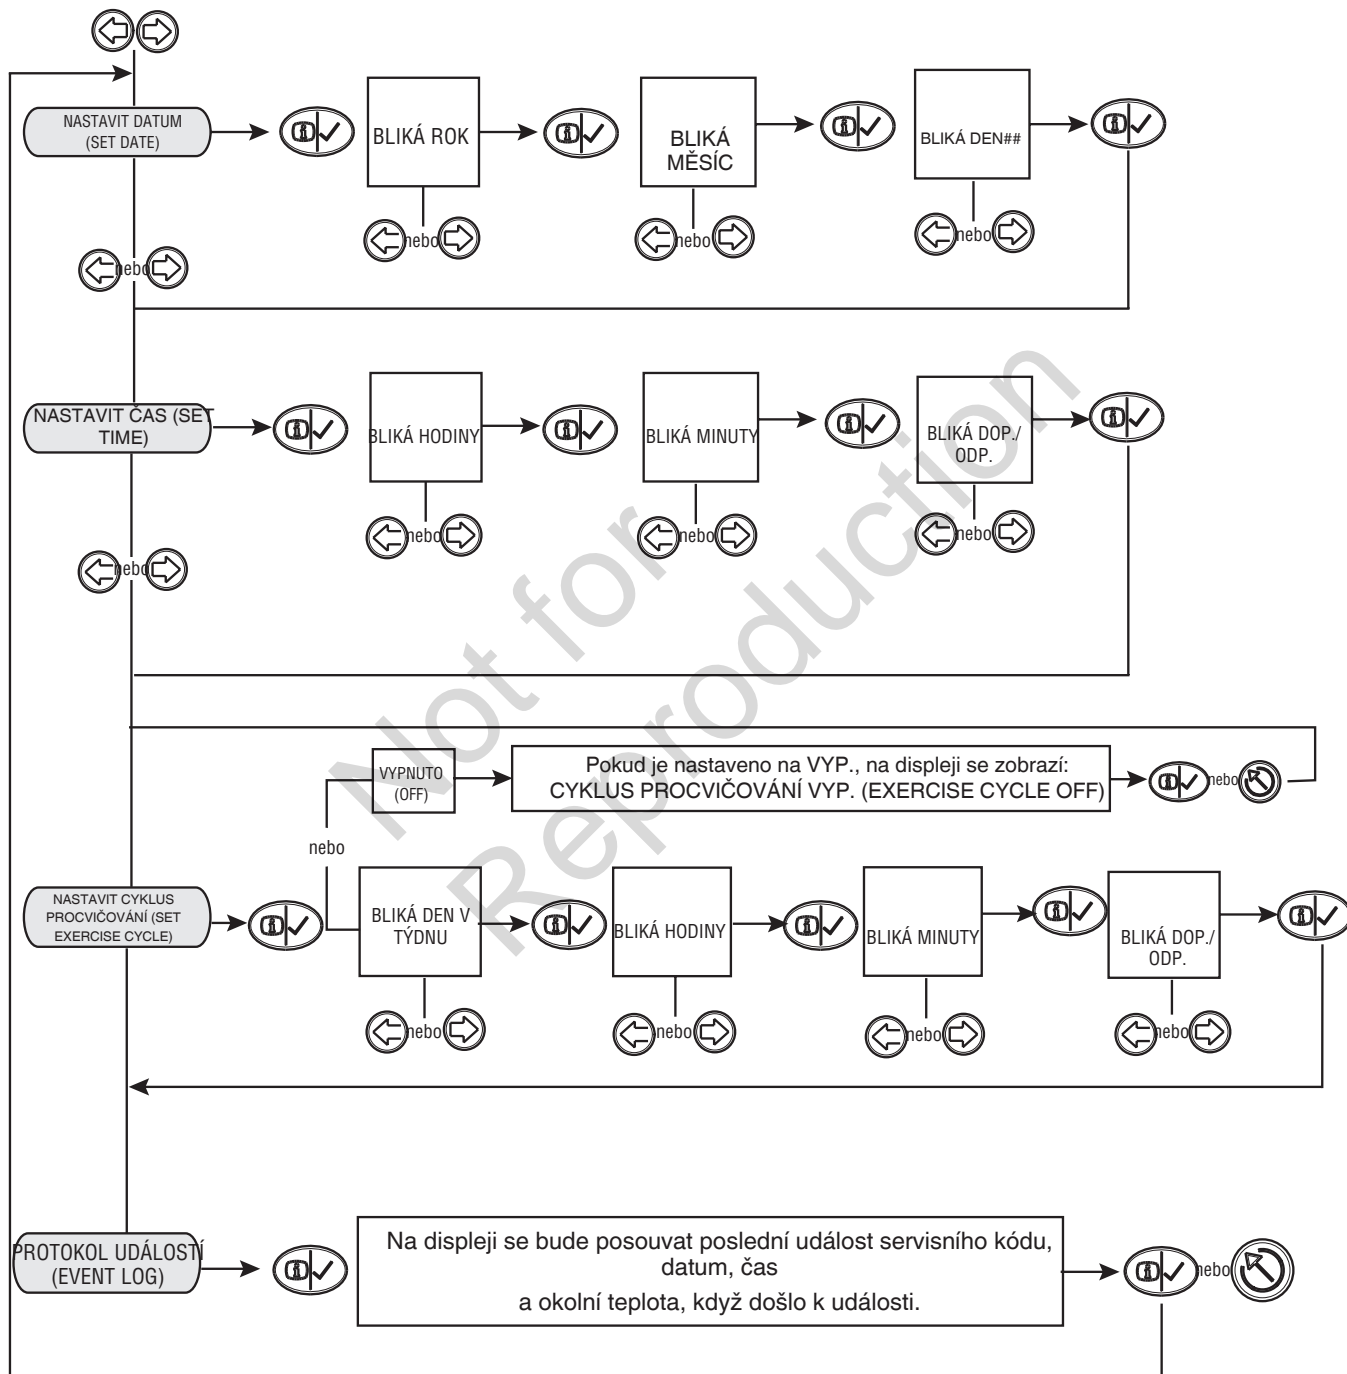 NASTAVIT DATUM
(SET DATE)
BLIKÁ ROK
BLIKÁ
MĚSÍC
BLIKÁ DEN##
nebo
nebo
nebo
nebo
NASTAVIT ČAS (SET
TIME)
BLIKÁ HODINY
BLIKÁ MINUTY
BLIKÁ DOP./
ODP.
nebo
nebo
nebo
nebo
VYPNUTO
(OFF)
Pokud je nastaveno na VYP., na displeji se zobrazí:
CYKLUS PROCVIČOVÁNÍ VYP. (EXERCISE CYCLE OFF)
nebo
nebo
NASTAVIT CYKLUS
PROCVIČOVÁNÍ (SET
EXERCISE CYCLE)
BLIKÁ DEN V
TÝDNU
BLIKÁ HODINY
BLIKÁ MINUTY
BLIKÁ DOP./
ODP.
nebo
nebo
nebo
nebo
PROTOKOL UDÁLOSTÍ
(EVENT LOG)
Na displeji se bude posouvat poslední událost servisního kódu,
datum, čas
a okolní teplota, když došlo k události.
nebo
Not for
Reproduction